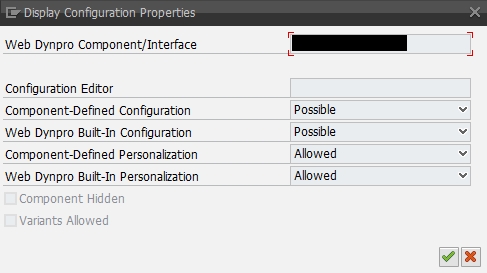 Display Configuration Properties
Web Dynpro Component/Interface
Configuration Editor
Component-Defined Configuration Possible
Web Dynpro Built-In Configuration Possible
Component-Defined Personalization Allowed
Web Dynpro Built-In Personalization Allowed
Component Hidden
Variants Allowed